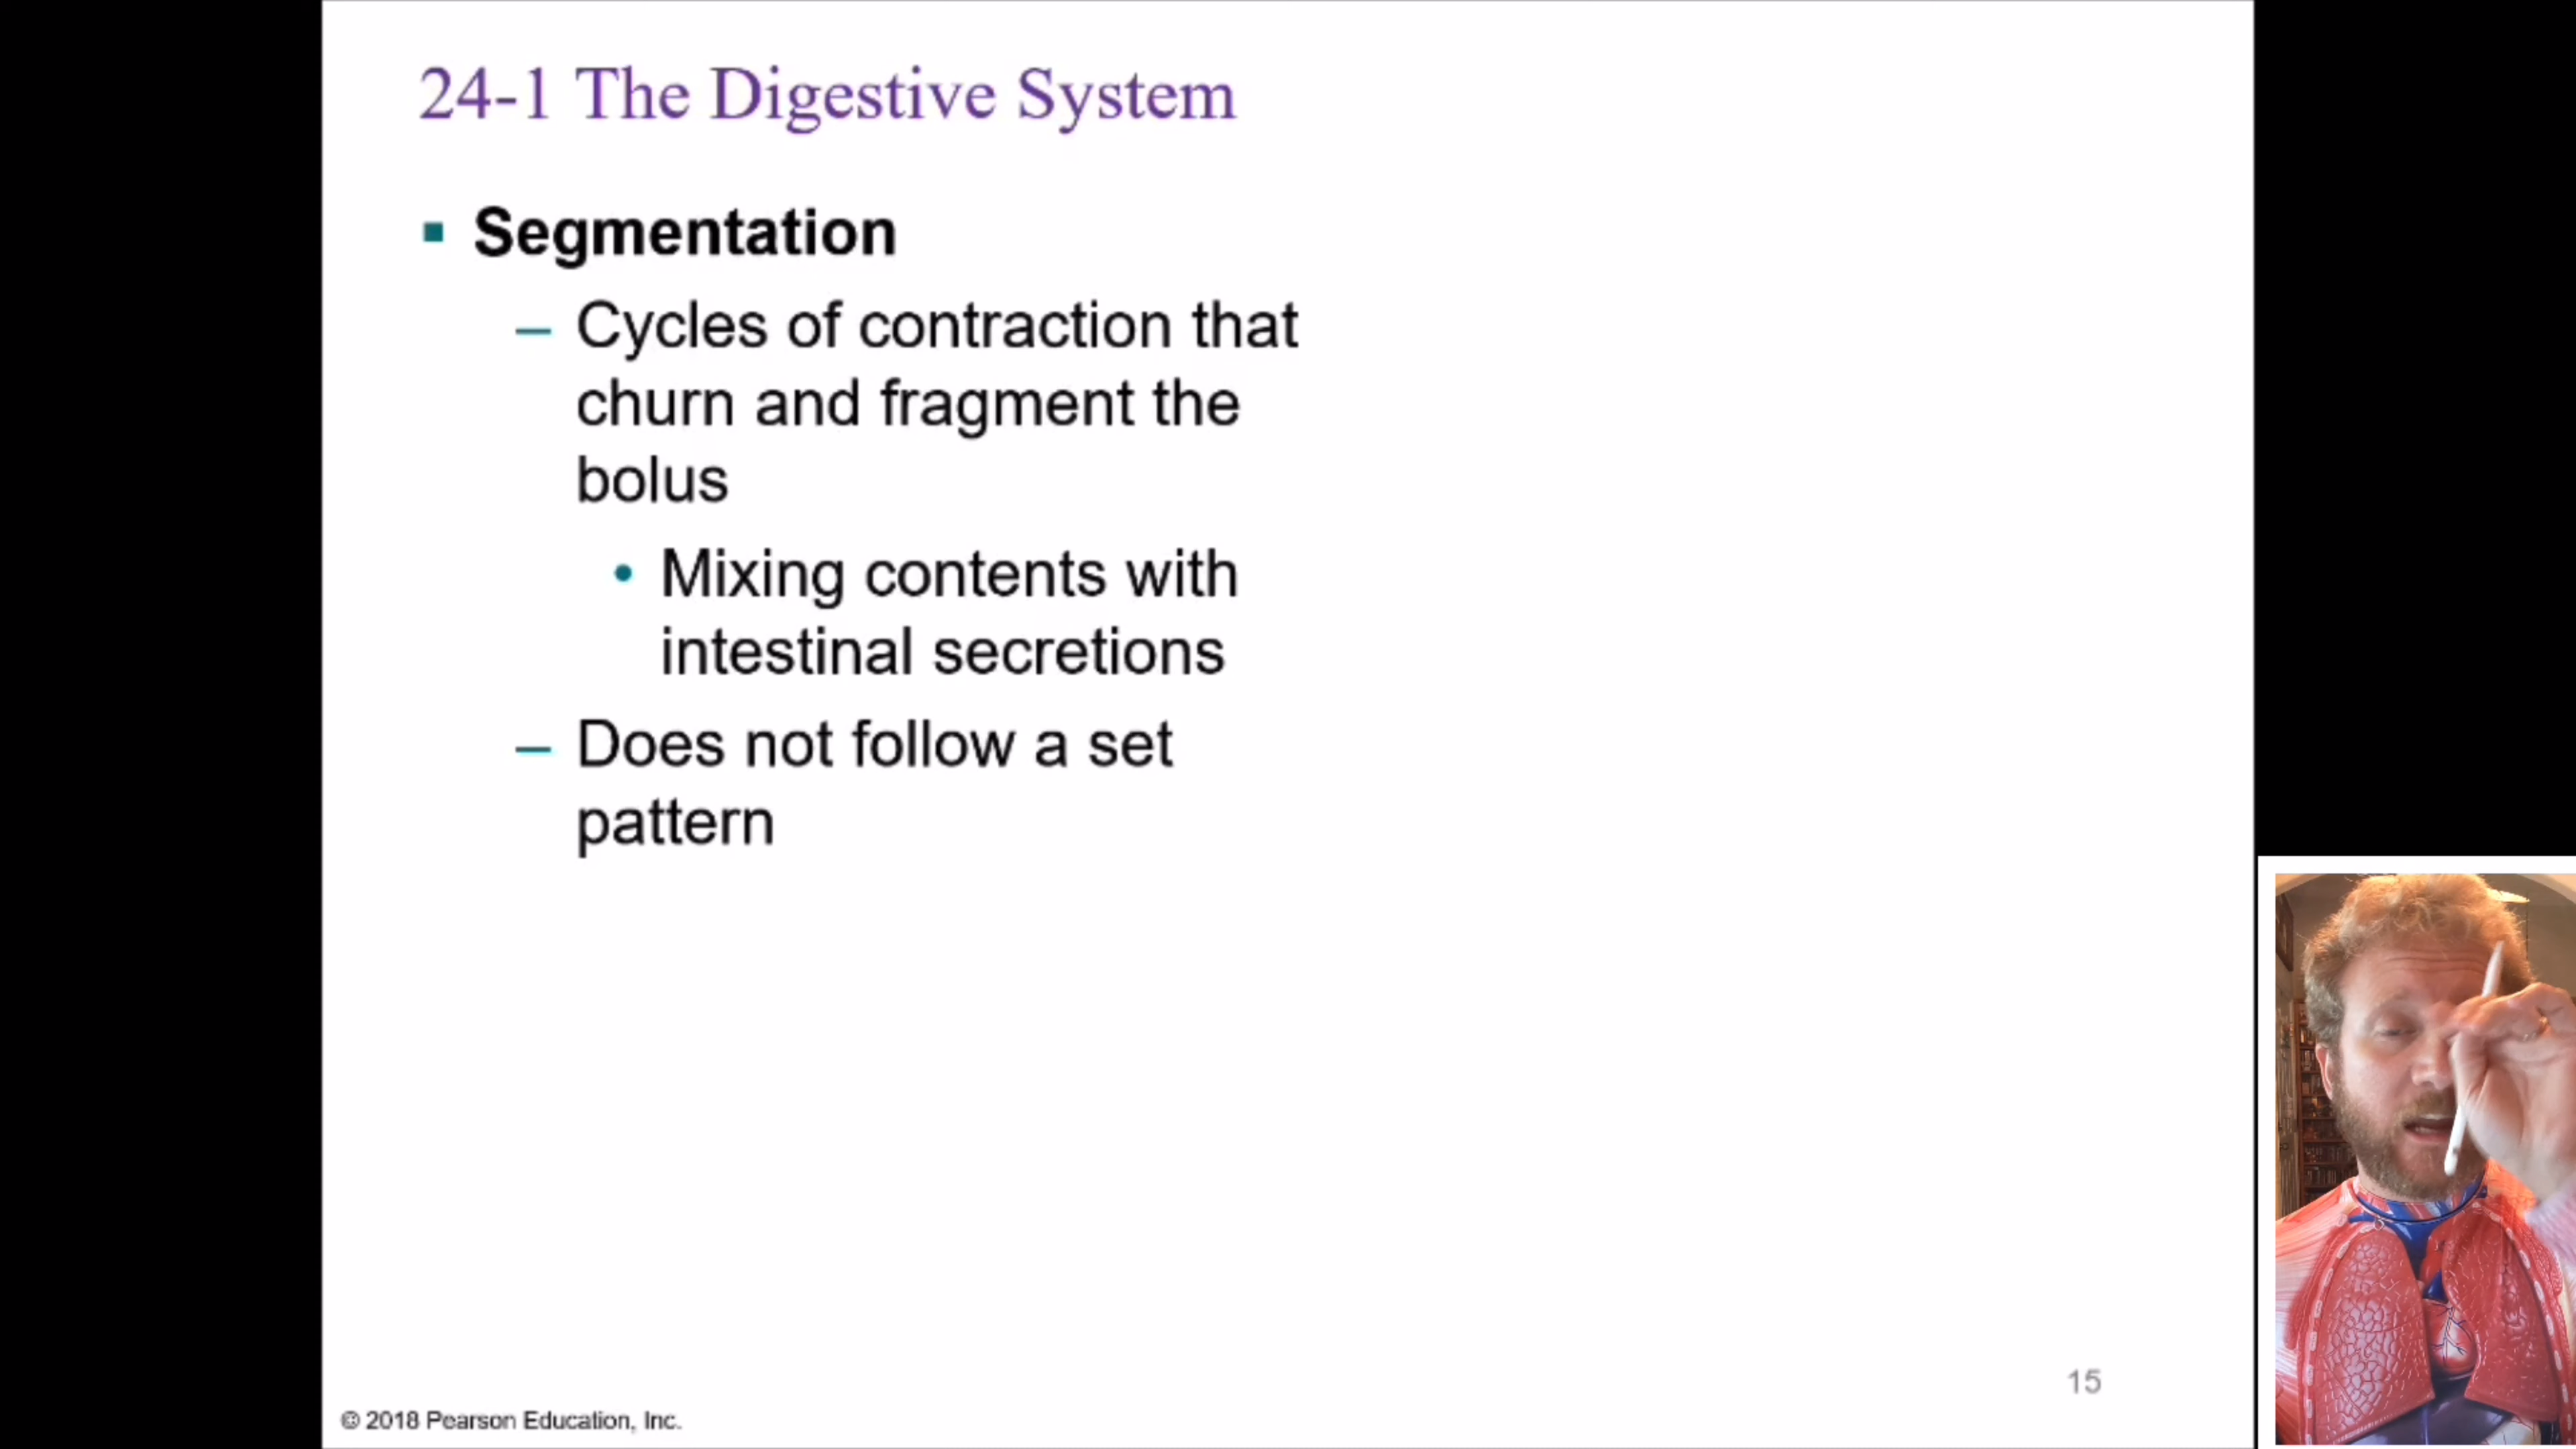 24-1 The Digestive System
▪ Segmentation
– Cycles of contraction that
churn and fragment the
bolus
• Mixing contents with
intestinal secretions
– Does not follow a set
pattern
15
© 2018 Pearson Education, Inc.